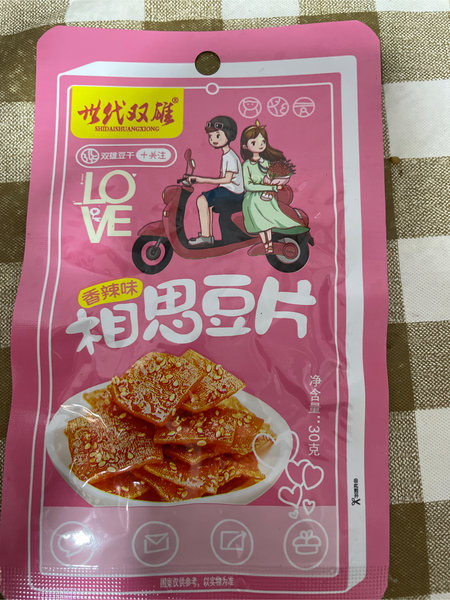 世代双雄®
SHIDAISHUANGXIONG
双雄豆干 +关注
LOVE
香辣味
相思豆片
净含量：30克
图案仅供参考，以实物为准